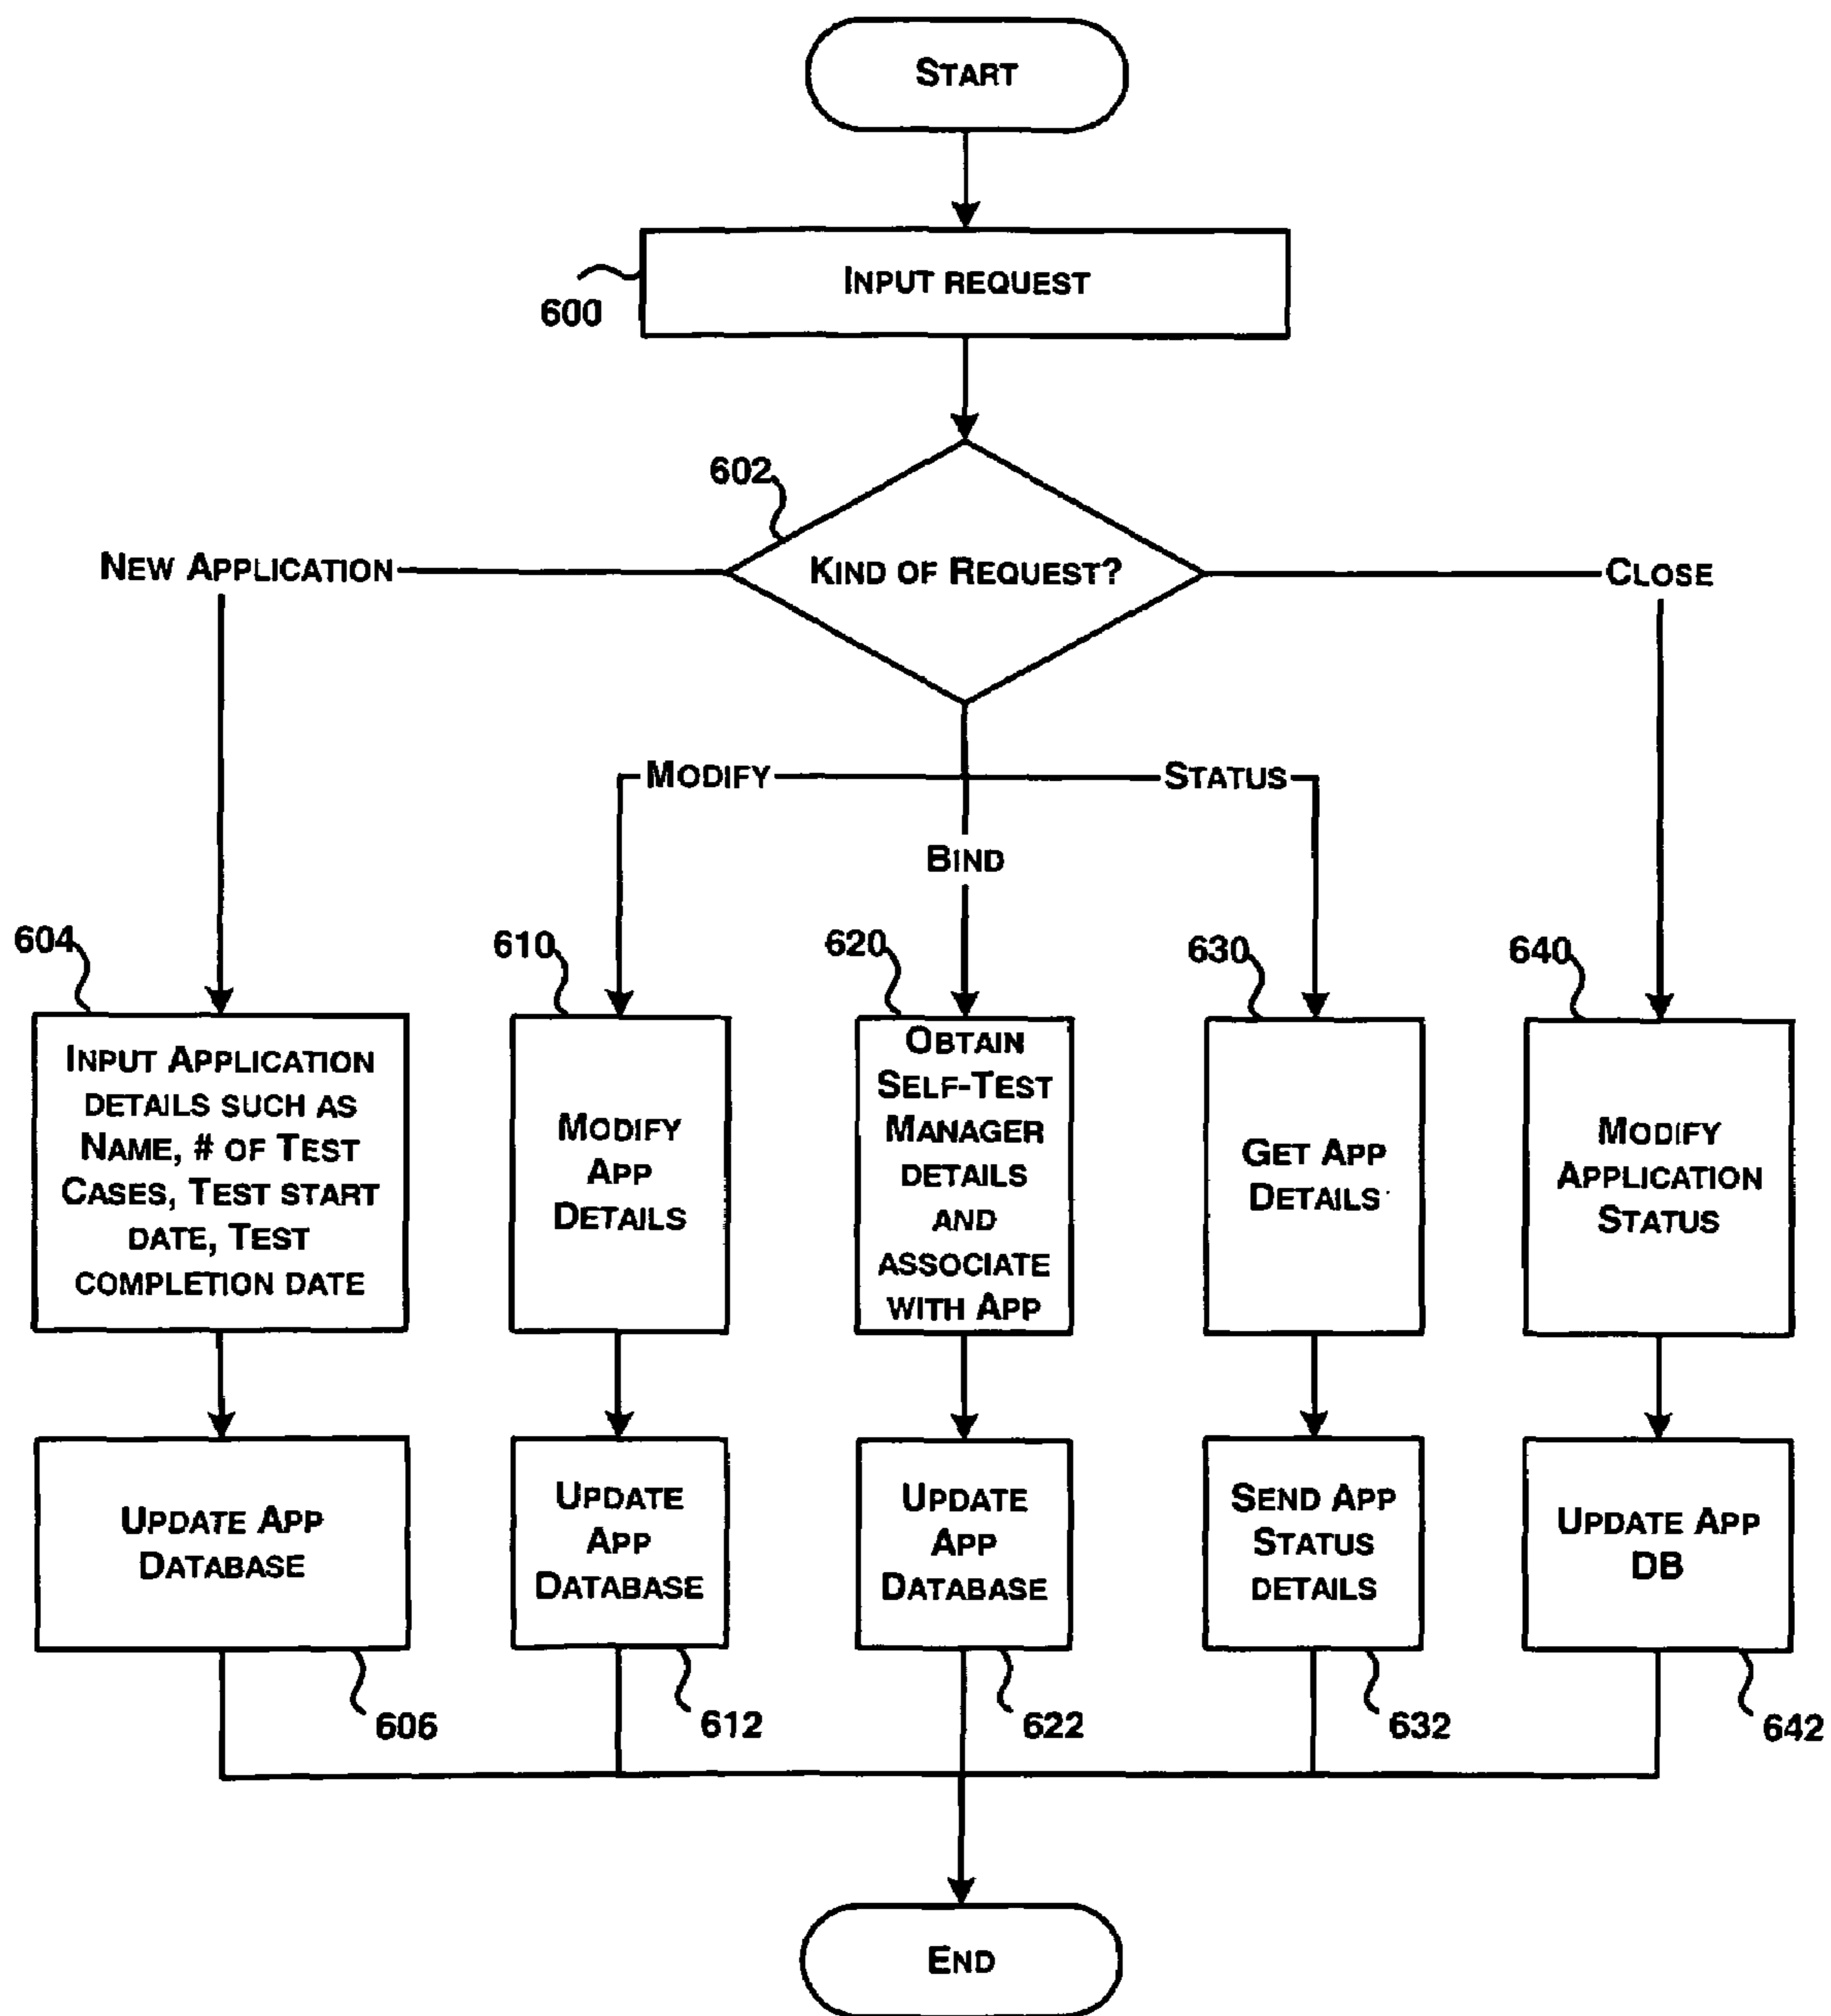 START
INPUT REQUEST
600
602
KIND OF REQUEST?
NEW APPLICATION
CLOSE
MODIFY
STATUS
BIND
604
610
620
630
640
INPUT APPLICATION
DETAILS SUCH AS
NAME, # OF TEST
CASES, TEST START
DATE, TEST
COMPLETION DATE
MODIFY
APP
DETAILS
OBTAIN
SELF-TEST
MANAGER
DETAILS
AND
ASSOCIATE
WITH APP
GET APP
DETAILS
MODIFY
APPLICATION
STATUS
UPDATE APP
DATABASE
UPDATE
APP
DATABASE
UPDATE
APP
DATABASE
SEND APP
STATUS
DETAILS
UPDATE APP
DB
606
612
622
632
642
END